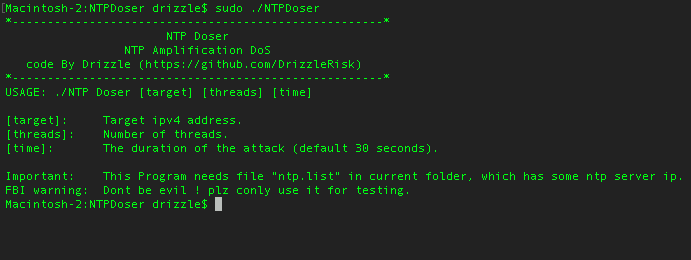 [Macintosh-2:NTPDoser drizzle$ sudo ./NTPDoser
*-----------------------------------------------------*
NTP Doser
NTP Amplification DoS
code By Drizzle (https://github.com/DrizzleRisk)
*-----------------------------------------------------*
USAGE: ./NTP Doser [target] [threads] [time]
[target]: Target ipv4 address.
[threads]: Number of threads.
[time]: The duration of the attack (default 30 seconds).
Important: This Program needs file "ntp.list" in current folder, which has some ntp server ip.
FBI warning: Dont be evil ! plz conly use it for testing.
Macintosh-2:NTPDoser drizzle$